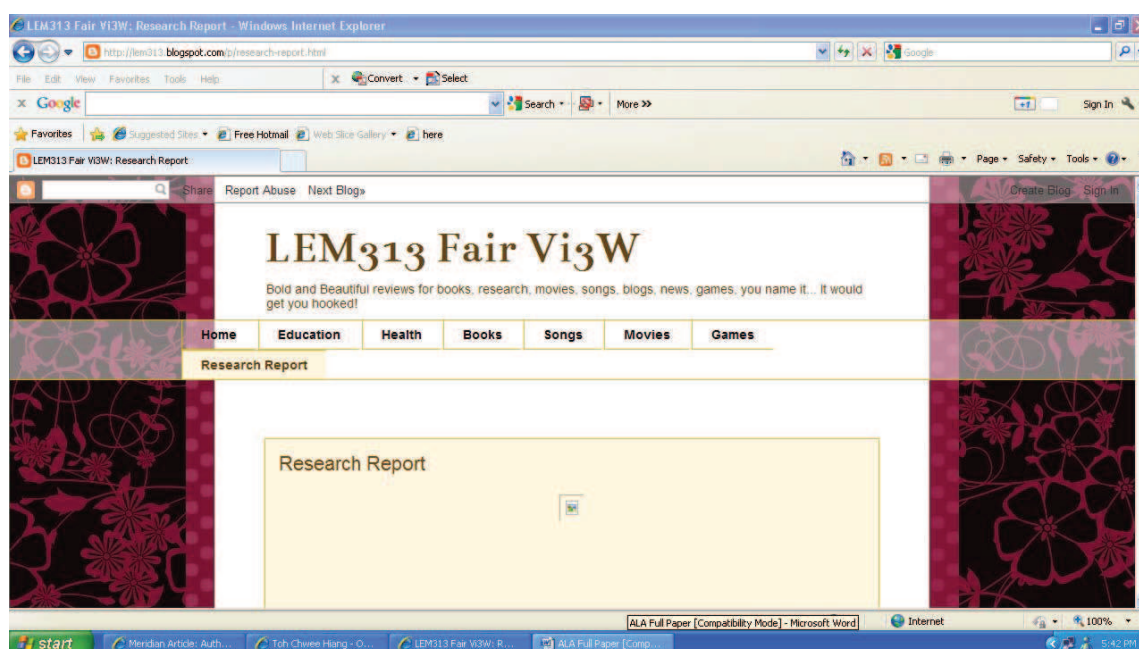 LEM313 Fair Vi3W: Research Report - Windows Internet Explorer
http://lem313.blogspot.com/p/research-report.html Google
File Edit View Favorites Tools Help x Convert Select
x Google Search More >> +1 Sign In
Favorites Suggested Sites Free Hotmail Web Slice Gallery here
LEM313 Fair Vi3W: Research Report Page Safety Tools
Share Report Abuse Next Blog» Create Blog Sign In
LEM313 Fair Vi3W
Bold and Beautiful reviews for books, research, movies, songs, blogs, news, games, you name it... It would
get you hooked!
Home Education Health Books Songs Movies Games
Research Report
Research Report
ALA Full Paper [Compatibility Mode] - Microsoft Word Internet 100%
start Meridian Article: Auth... Toh Chwee Hiang - O... LEM313 Fair Vi3W: R... ALA Full Paper [Comp... 5:42 PM